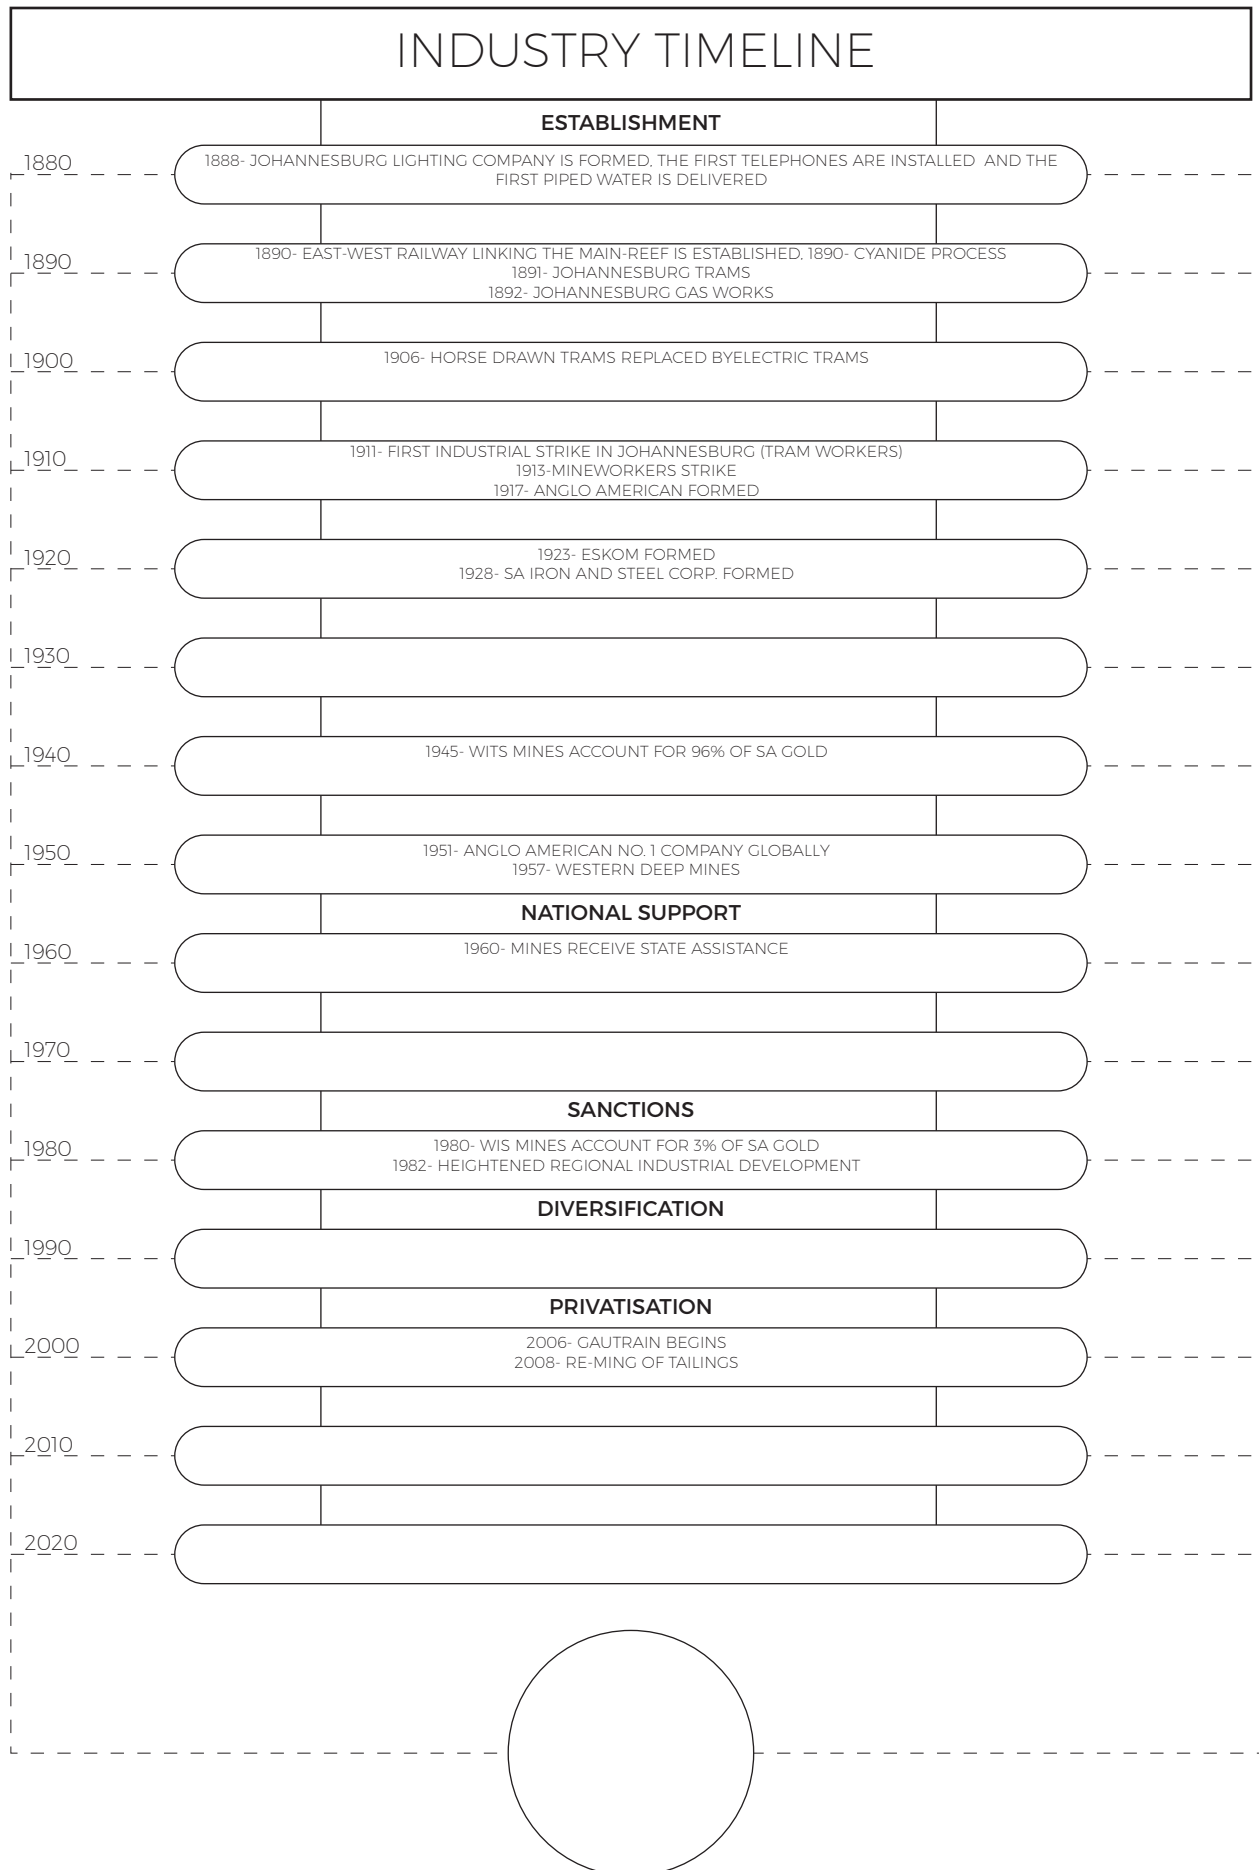 INDUSTRY TIMELINE
ESTABLISHMENT
1880
1888- JOHANNESBURG LIGHTING COMPANY IS FORMED, THE FIRST TELEPHONES ARE INSTALLED  AND THE
FIRST PIPED WATER IS DELIVERED
1890
1890- EAST-WEST RAILWAY LINKING THE MAIN-REEF IS ESTABLISHED, 1890- CYANIDE PROCESS
1891- JOHANNESBURG TRAMS
1892- JOHANNESBURG GAS WORKS
1900
1906- HORSE DRAWN TRAMS REPLACED BYELECTRIC TRAMS
1910
1911- FIRST INDUSTRIAL STRIKE IN JOHANNESBURG (TRAM WORKERS)
1913-MINEWORKERS STRIKE
1917- ANGLO AMERICAN FORMED
1920
1923- ESKOM FORMED
1928- SA IRON AND STEEL CORP. FORMED
1930
1940
1945- WITS MINES ACCOUNT FOR 96% OF SA GOLD
1950
1951- ANGLO AMERICAN NO. 1 COMPANY GLOBALLY
1957- WESTERN DEEP MINES
NATIONAL SUPPORT
1960
1960- MINES RECEIVE STATE ASSISTANCE
1970
SANCTIONS
1980
1980- WIS MINES ACCOUNT FOR 3% OF SA GOLD
1982- HEIGHTENED REGIONAL INDUSTRIAL DEVELOPMENT
DIVERSIFICATION
1990
PRIVATISATION
2000
2006- GAUTRAIN BEGINS
2008- RE-MING OF TAILINGS
2010
2020